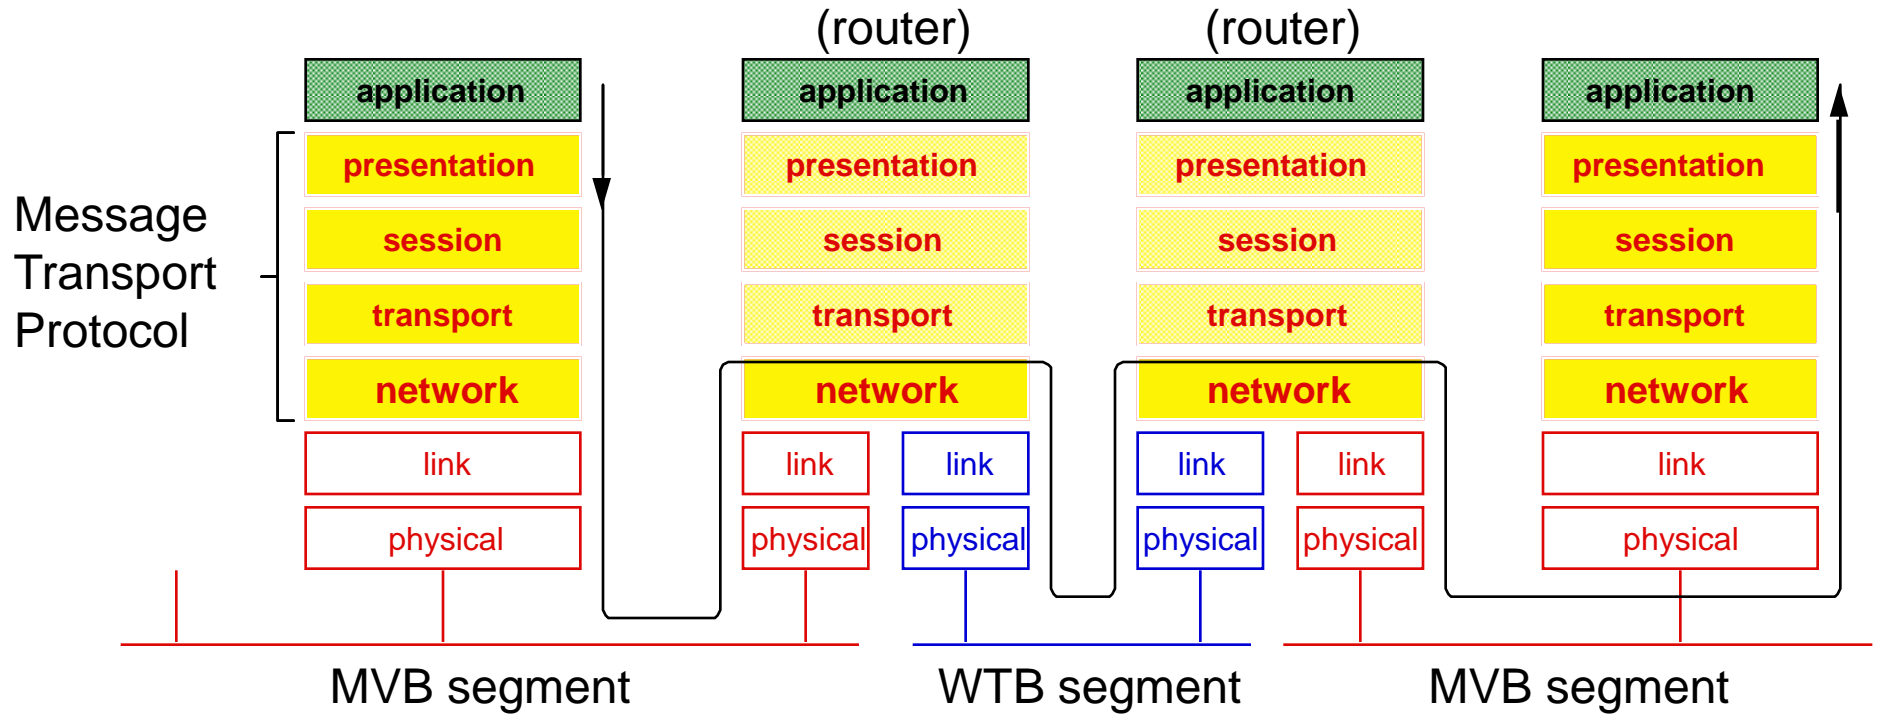 (router) (router)
application application application application
presentation presentation presentation presentation
Message
Transport
Protocol
session session session session
transport transport transport transport
network network network network
link link link link link link
physical physical physical physical physical physical
MVB segment WTB segment MVB segment